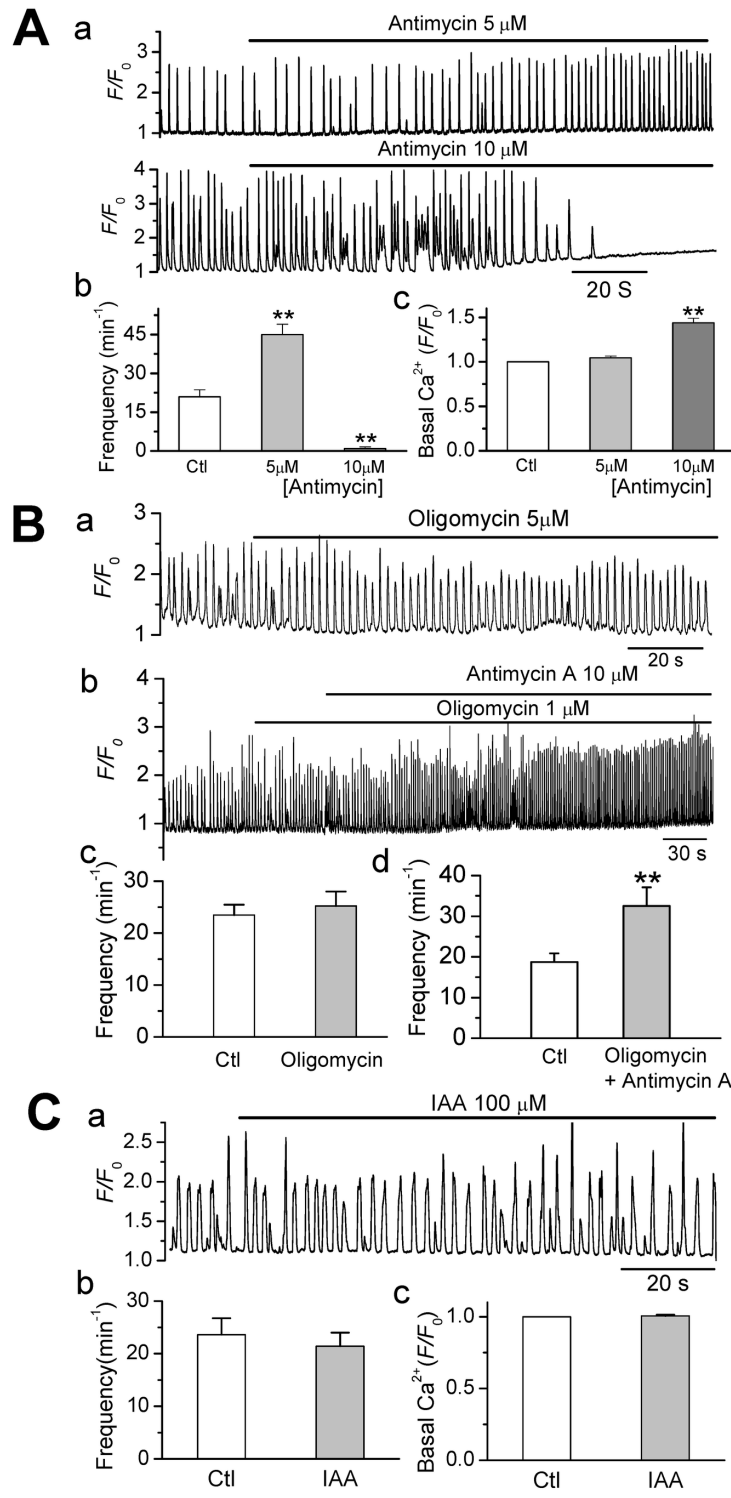 A
a
Antimycin 5 μM
F/F0
3
2
1
Antimycin 10 μM
F/F0
4
3
2
1
20 S
b
Frenquency (min-1)
45
30
15
0
**
**
Ctl
5μM
10μM
[Antimycin]
c
Basal Ca2+ (F/F0)
1.5
1.0
0.5
0.0
**
Ctl
5μM
10μM
[Antimycin]
B
a
Oligomycin 5μM
F/F0
3
2
1
20 s
b
Antimycin A 10 μM
Oligomycin 1 μM
F/F0
4
3
2
1
30 s
c
Frequency (min-1)
30
20
10
0
Ctl
Oligomycin
d
Frequency (min-1)
40
30
20
10
0
**
Ctl
Oligomycin
+ Antimycin A
C
a
IAA 100 μM
F/F0
2.5
2.0
1.5
1.0
20 s
b
Frequency(min-1)
30
20
10
0
Ctl
IAA
c
Basal Ca2+(F/F0)
1.0
0.5
0.0
Ctl
IAA